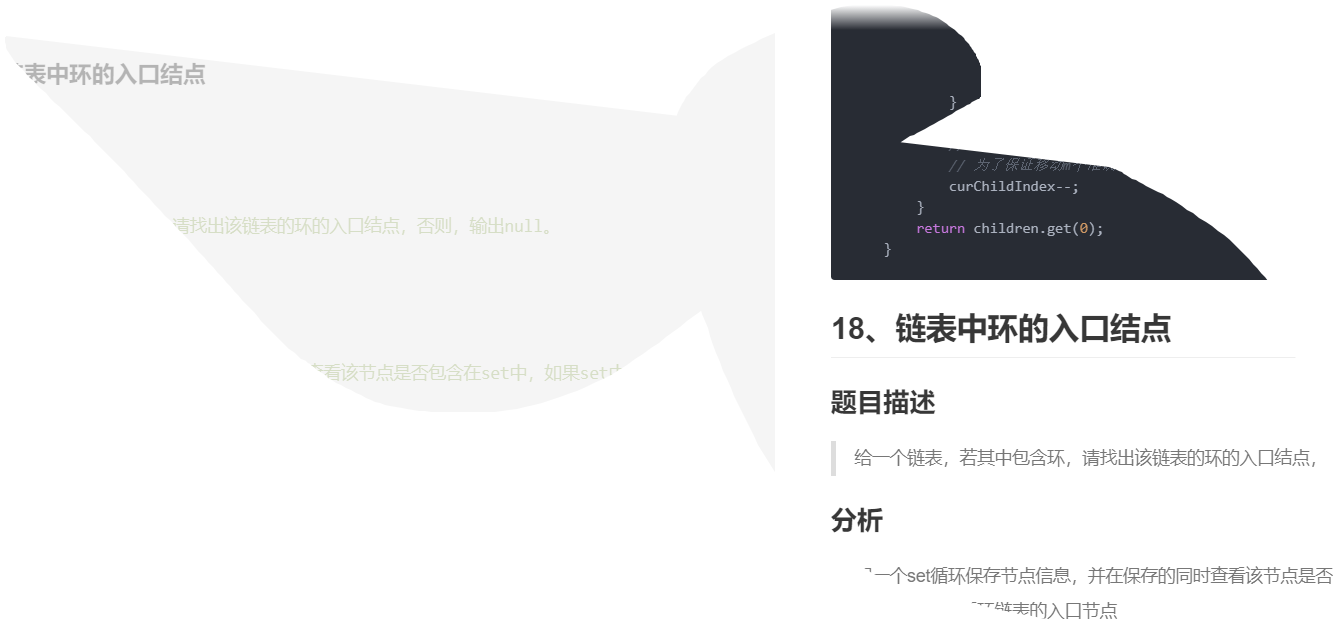 表中环的入口结点
请找出该链表的环的入口结点，否则，输出null。
查看该节点是否包含在set中，如果set
}
// 为了保证移动m个
curChildIndex--;
}
return children.get(0);
}
18、链表中环的入口结点
题目描述
给一个链表，若其中包含环，请找出该链表的环的入口结点，
分析
一个set循环保存节点信息，并在保存的同时查看该节点是否
链表的入口节点